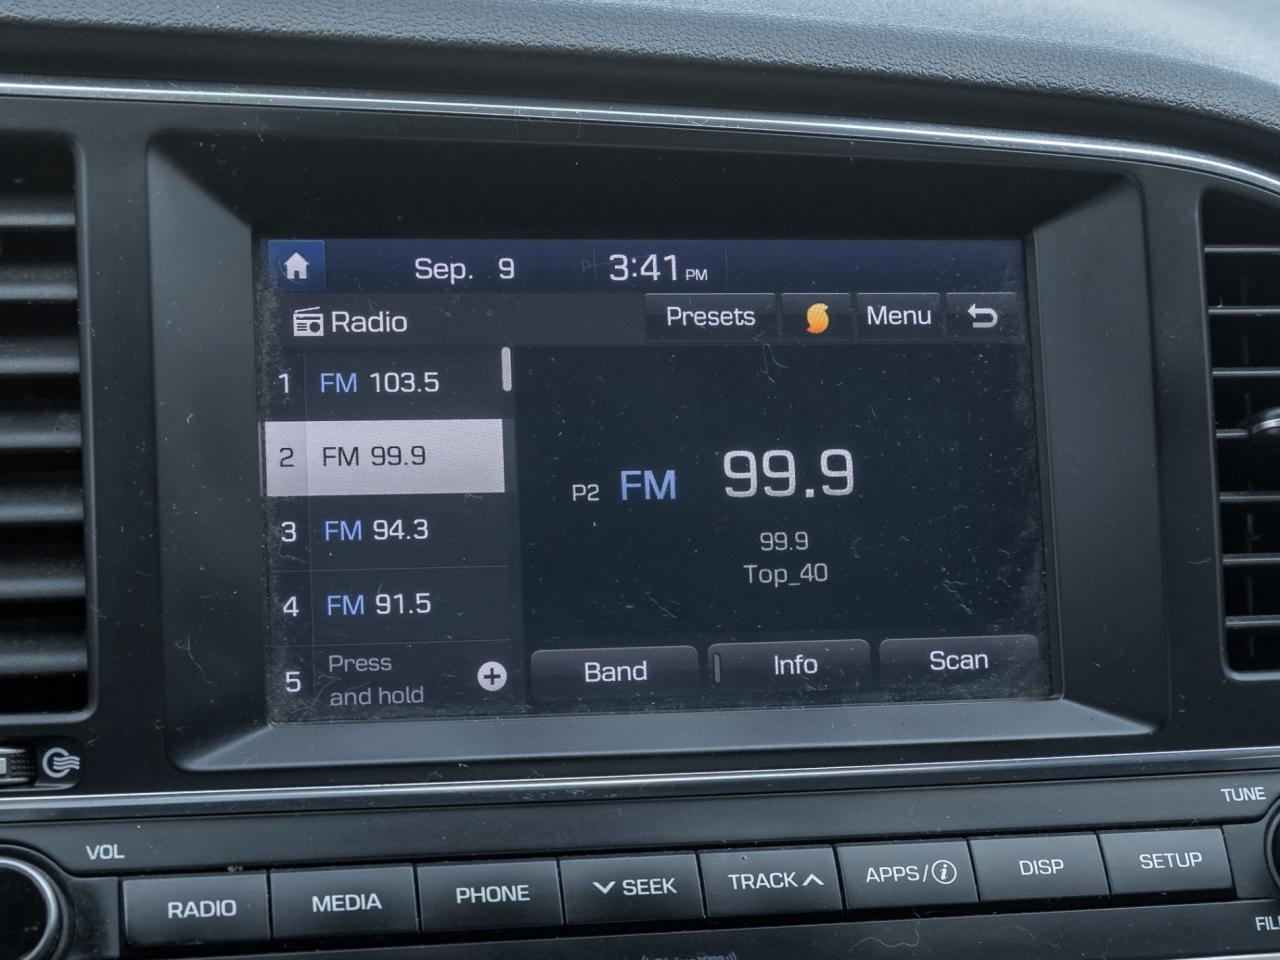 Sep. 9 3:41 PM
Radio Presets Menu
1 FM 103.5
2 FM 99.9
3 FM 94.3
4 FM 91.5
5 Press
and hold
P2 FM 99.9
99.9
Top_40
Band Info Scan
TUNE
VOL
RADIO MEDIA PHONE SEEK TRACK APPS/i DISP SETUP